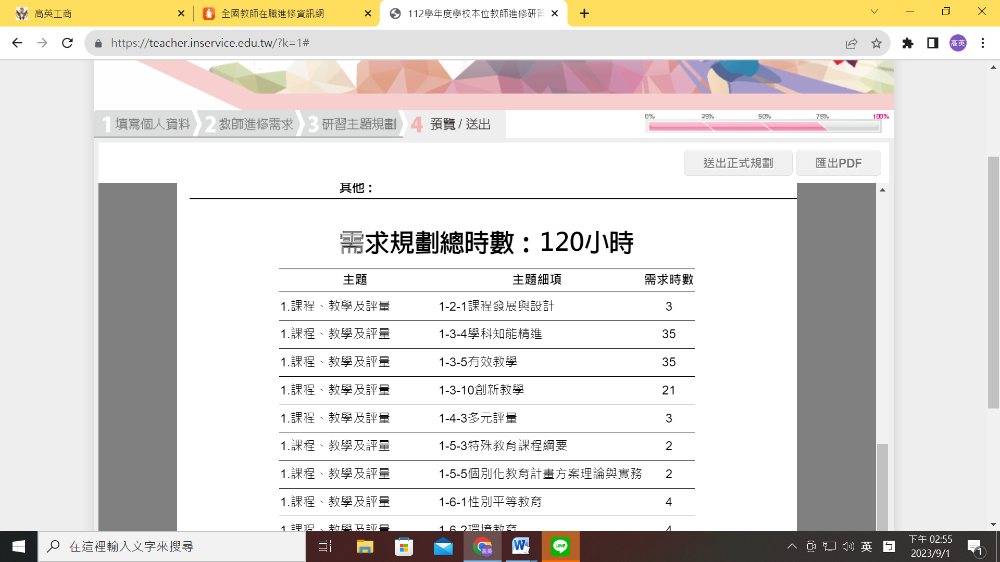 高英工商
全國教師在職進修資訊網
112學年度學校本位教師進修研習
https://teacher.inservice.edu.tw/?k=1#
高英
1 填寫個人資料 2 教師進修需求 3 研習主題規劃 4 預覽 / 送出
0% 25% 50% 75% 100%
送出正式規劃 匯出PDF
其他：
需求規劃總時數：120小時
主題 主題細項 需求時數
1.課程、教學及評量 1-2-1課程發展與設計 3
1.課程、教學及評量 1-3-4學科知能精進 35
1.課程、教學及評量 1-3-5有效教學 35
1.課程、教學及評量 1-3-10創新教學 21
1.課程、教學及評量 1-4-3多元評量 3
1.課程、教學及評量 1-5-3特殊教育課程綱要 2
1.課程、教學及評量 1-5-5個別化教育計畫方案理論與實務 2
1.課程、教學及評量 1-6-1性別平等教育 4
1.課程、教學及評量 1-6-2環境教育 4
在這裡輸入文字來搜尋
高英
LINE
英
下午 02:55
2023/9/1
1